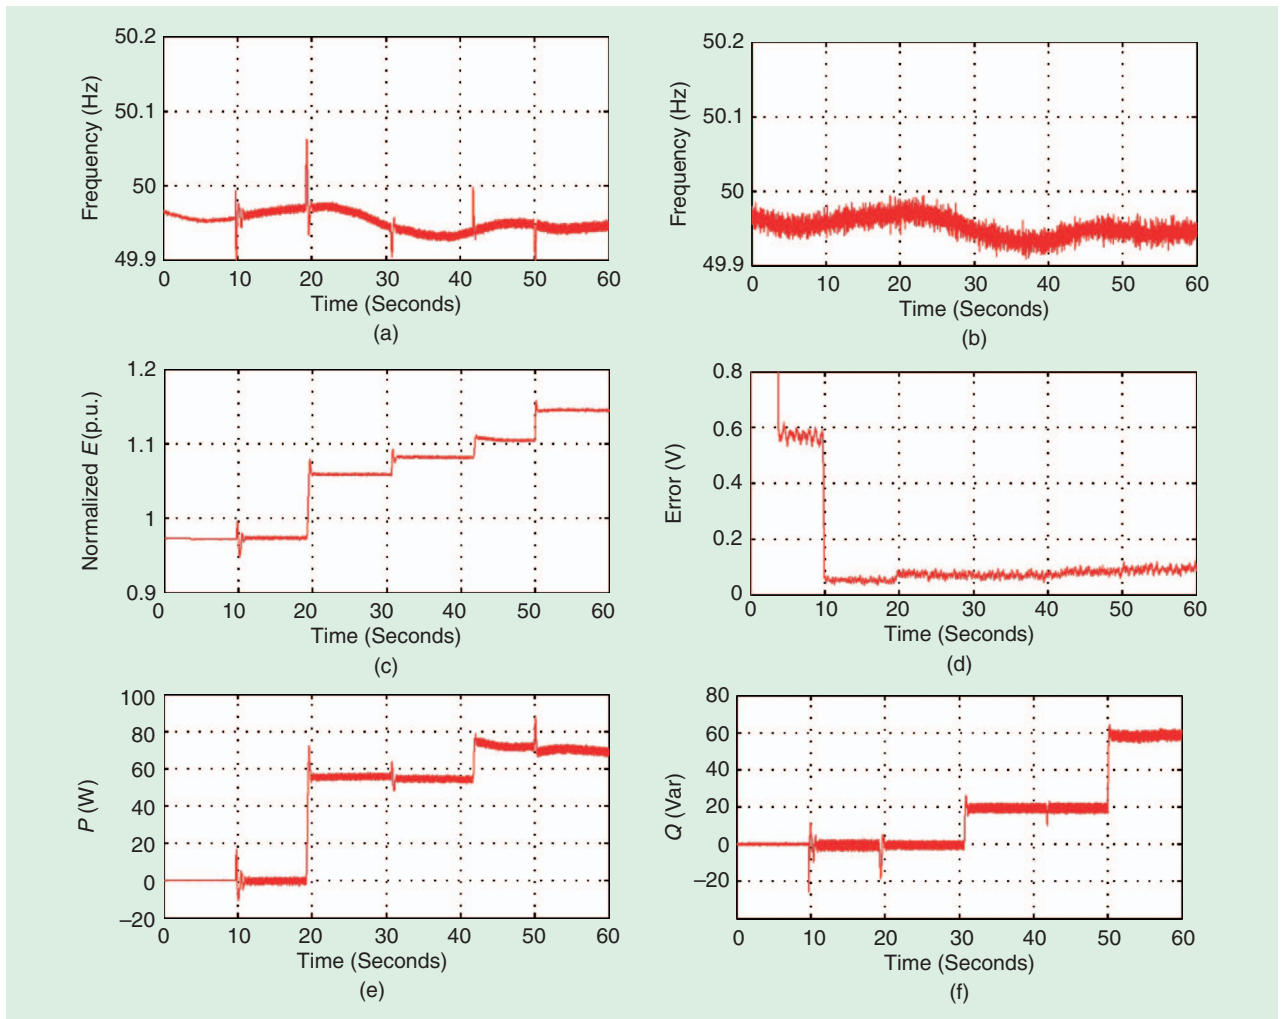 50.2
50.1
50
49.9
Frequency (Hz)
0 10 20 30 40 50 60
Time (Seconds)
(a)
50.2
50.1
50
49.9
Frequency (Hz)
0 10 20 30 40 50 60
Time (Seconds)
(b)
1.2
1.1
1
0.9
Normalized E(p.u.)
0 10 20 30 40 50 60
Time (Seconds)
(c)
0.8
0.6
0.4
0.2
0
Error (V)
0 10 20 30 40 50 60
Time (Seconds)
(d)
100
80
60
40
20
0
–20
P (W)
0 10 20 30 40 50 60
Time (Seconds)
(e)
80
60
40
20
0
–20
Q (Var)
0 10 20 30 40 50 60
Time (Seconds)
(f)